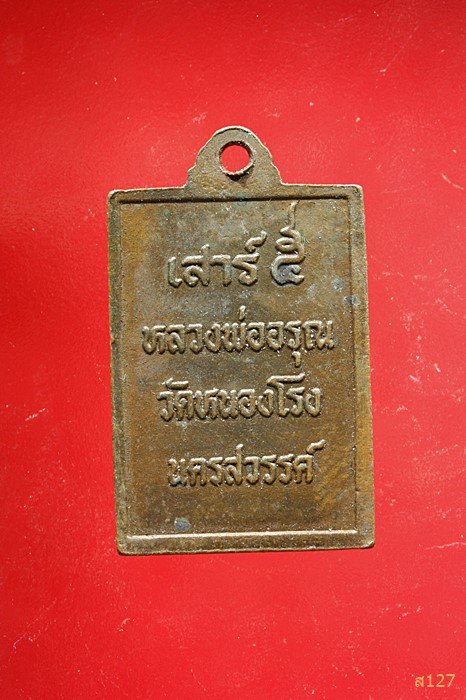 เสาร์ ๕
หลวงพ่ออรุณ
วัดหนองโรง
นครสวรรค์
ส127